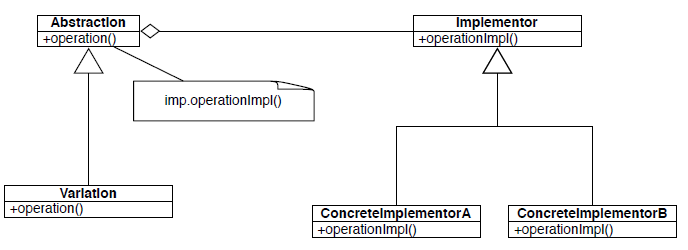 Abstraction
+operation()
Implementor
+operationImpl()
imp.operationImpl()
Variation
+operation()
ConcreteImplementorA
+operationImpl()
ConcreteImplementorB
+operationImpl()